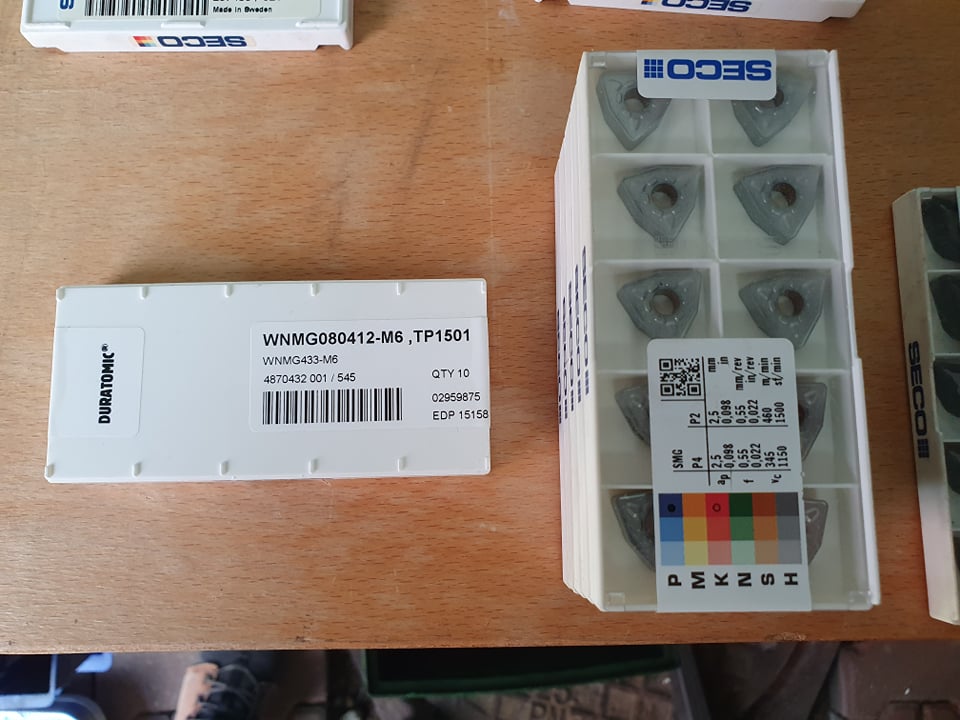 Made in Sweden
SECO
DURATOMIC®
WNMG080412-M6 ,TP1501
WNMG433-M6
4870432 001 / 545
QTY 10
02959875
EDP 15158
SECO
SMG P4 P2
ap 2,5 2,5 mm
0,098 0,098 in
f 0,55 0,55 mm/rev
0,022 0,022 in/rev
vc 345 460 m/min
1150 1500 sf/min
P
M
K
N
S
H
SECO